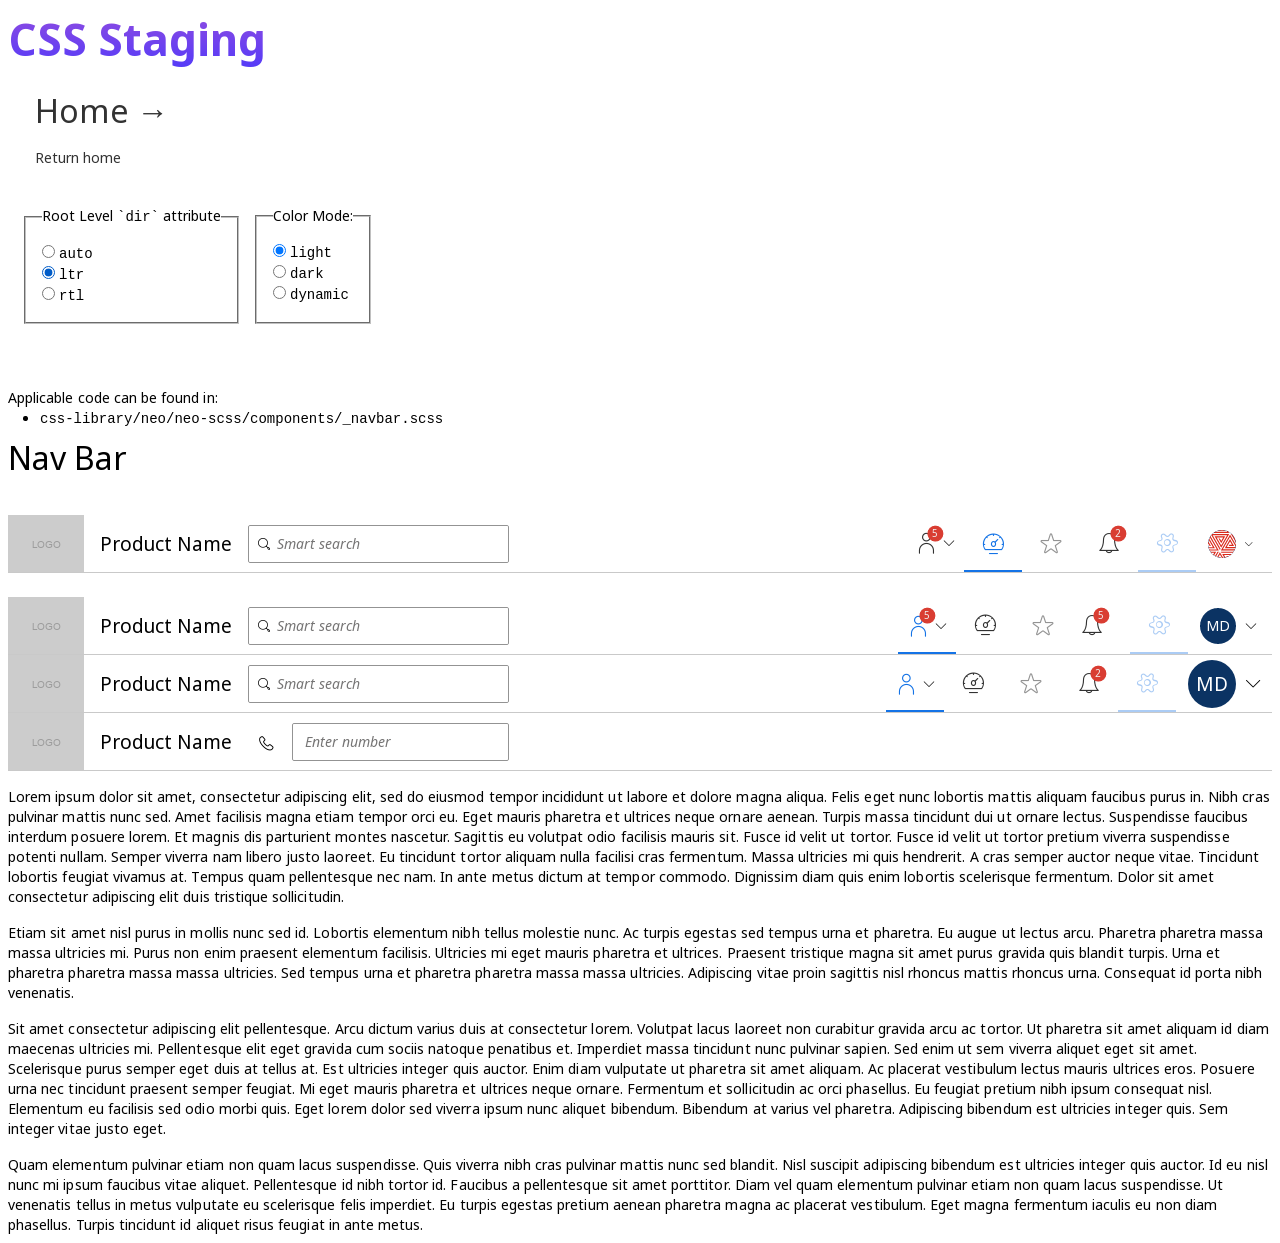 CSS Staging
Home →
Return home
Root Level `dir` attribute
auto
ltr
rtl
Color Mode:
light
dark
dynamic
Applicable code can be found in:
css-library/neo/neo-scss/components/_navbar.scss
Nav Bar
LOGO Product Name Smart search 5 2
LOGO Product Name Smart search 5 5 MD
LOGO Product Name Smart search 2 MD
LOGO Product Name Enter number
Lorem ipsum dolor sit amet, consectetur adipiscing elit, sed do eiusmod tempor incididunt ut labore et dolore magna aliqua. Felis eget nunc lobortis mattis aliquam faucibus purus in. Nibh cras
pulvinar mattis nunc sed. Amet facilisis magna etiam tempor orci eu. Eget mauris pharetra et ultrices neque ornare aenean. Turpis massa tincidunt dui ut ornare lectus. Suspendisse faucibus
interdum posuere lorem. Et magnis dis parturient montes nascetur. Sagittis eu volutpat odio facilisis mauris sit. Fusce id velit ut tortor. Fusce id velit ut tortor pretium viverra suspendisse
potenti nullam. Semper viverra nam libero justo laoreet. Eu tincidunt tortor aliquam nulla facilisi cras fermentum. Massa ultricies mi quis hendrerit. A cras semper auctor neque vitae. Tincidunt
lobortis feugiat vivamus at. Tempus quam pellentesque nec nam. In ante metus dictum at tempor commodo. Dignissim diam quis enim lobortis scelerisque fermentum. Dolor sit amet
consectetur adipiscing elit duis tristique sollicitudin.
Etiam sit amet nisl purus in mollis nunc sed id. Lobortis elementum nibh tellus molestie nunc. Ac turpis egestas sed tempus urna et pharetra. Eu augue ut lectus arcu. Pharetra pharetra massa
massa ultricies mi. Purus non enim praesent elementum facilisis. Ultricies mi eget mauris pharetra et ultrices. Praesent tristique magna sit amet purus gravida quis blandit turpis. Urna et
pharetra pharetra massa massa ultricies. Sed tempus urna et pharetra pharetra massa massa ultricies. Adipiscing vitae proin sagittis nisl rhoncus mattis rhoncus urna. Consequat id porta nibh
venenatis.
Sit amet consectetur adipiscing elit pellentesque. Arcu dictum varius duis at consectetur lorem. Volutpat lacus laoreet non curabitur gravida arcu ac tortor. Ut pharetra sit amet aliquam id diam
maecenas ultricies mi. Pellentesque elit eget gravida cum sociis natoque penatibus et. Imperdiet massa tincidunt nunc pulvinar sapien. Sed enim ut sem viverra aliquet eget sit amet.
Scelerisque purus semper eget duis at tellus at. Est ultricies integer quis auctor. Enim diam vulputate ut pharetra sit amet aliquam. Ac placerat vestibulum lectus mauris ultrices eros. Posuere
urna nec tincidunt praesent semper feugiat. Mi eget mauris pharetra et ultrices neque ornare. Fermentum et sollicitudin ac orci phasellus. Eu feugiat pretium nibh ipsum consequat nisl.
Elementum eu facilisis sed odio morbi quis. Eget lorem dolor sed viverra ipsum nunc aliquet bibendum. Bibendum at varius vel pharetra. Adipiscing bibendum est ultricies integer quis. Sem
integer vitae justo eget.
Quam elementum pulvinar etiam non quam lacus suspendisse. Quis viverra nibh cras pulvinar mattis nunc sed blandit. Nisl suscipit adipiscing bibendum est ultricies integer quis auctor. Id eu nisl
nunc mi ipsum faucibus vitae aliquet. Pellentesque id nibh tortor id. Faucibus a pellentesque sit amet porttitor. Diam vel quam elementum pulvinar etiam non quam lacus suspendisse. Ut
venenatis tellus in metus vulputate eu scelerisque felis imperdiet. Eu turpis egestas pretium aenean pharetra magna ac placerat vestibulum. Eget magna fermentum iaculis eu non diam
phasellus. Turpis tincidunt id aliquet risus feugiat in ante metus.